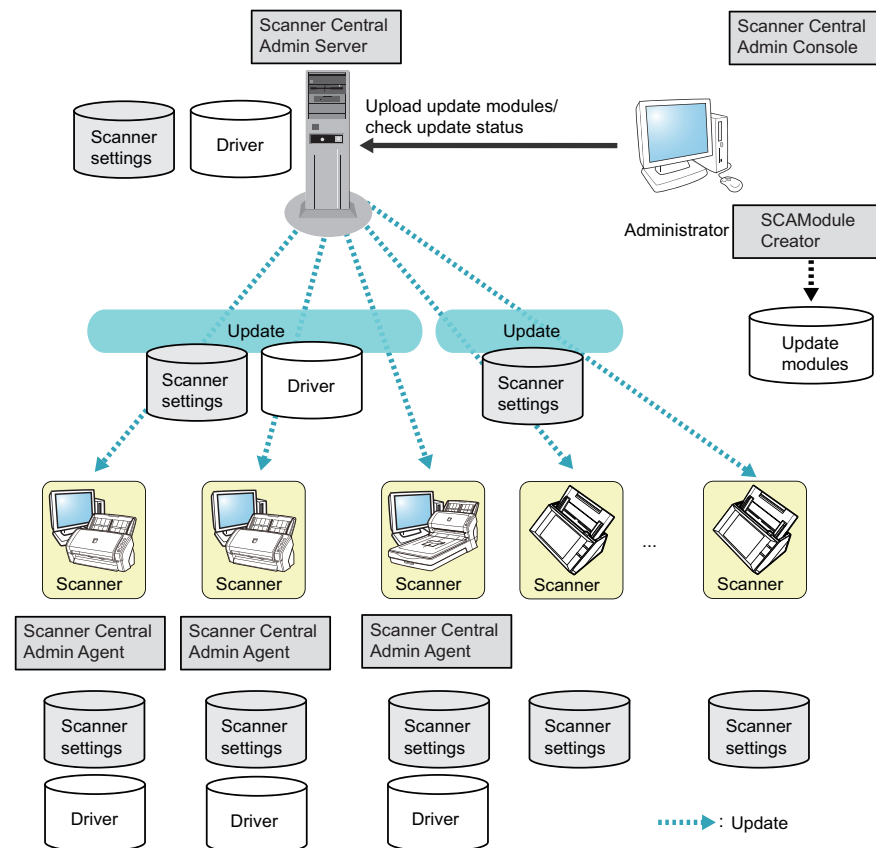 Scanner Central
Admin Server
Scanner Central
Admin Console
Upload update modules/
check update status
Scanner
settings
Driver
Administrator
SCAModule
Creator
Update
Update
Update
modules
Scanner
settings
Driver
Scanner
settings
Scanner
Scanner
Scanner
Scanner
...
Scanner
Scanner Central
Admin Agent
Scanner Central
Admin Agent
Scanner Central
Admin Agent
Scanner
settings
Scanner
settings
Scanner
settings
Scanner
settings
Scanner
settings
Driver
Driver
Driver
: Update